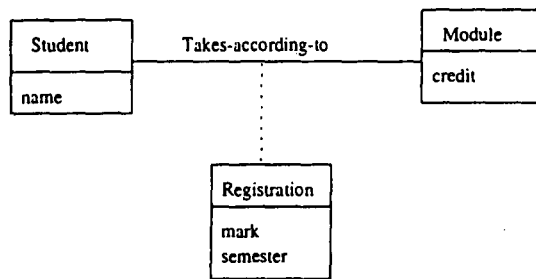 Student
name
Takes-according-to
Module
credit
Registration
mark
semester